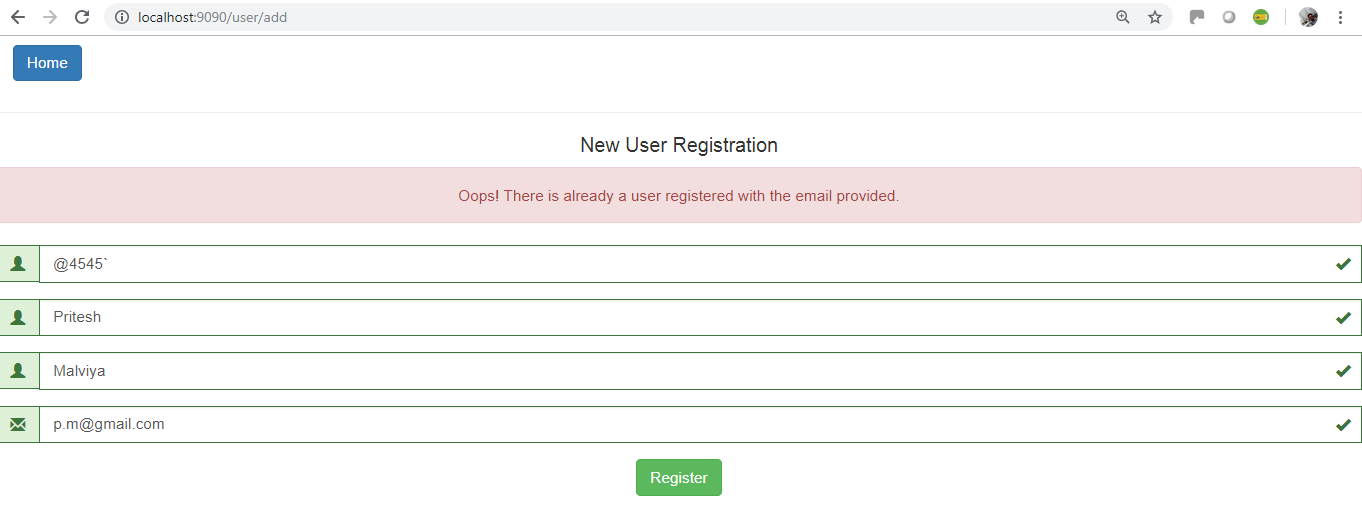 localhost:9090/user/add
Home
New User Registration
Oops! There is already a user registered with the email provided.
@4545`
Pritesh
Malviya
p.m@gmail.com
Register